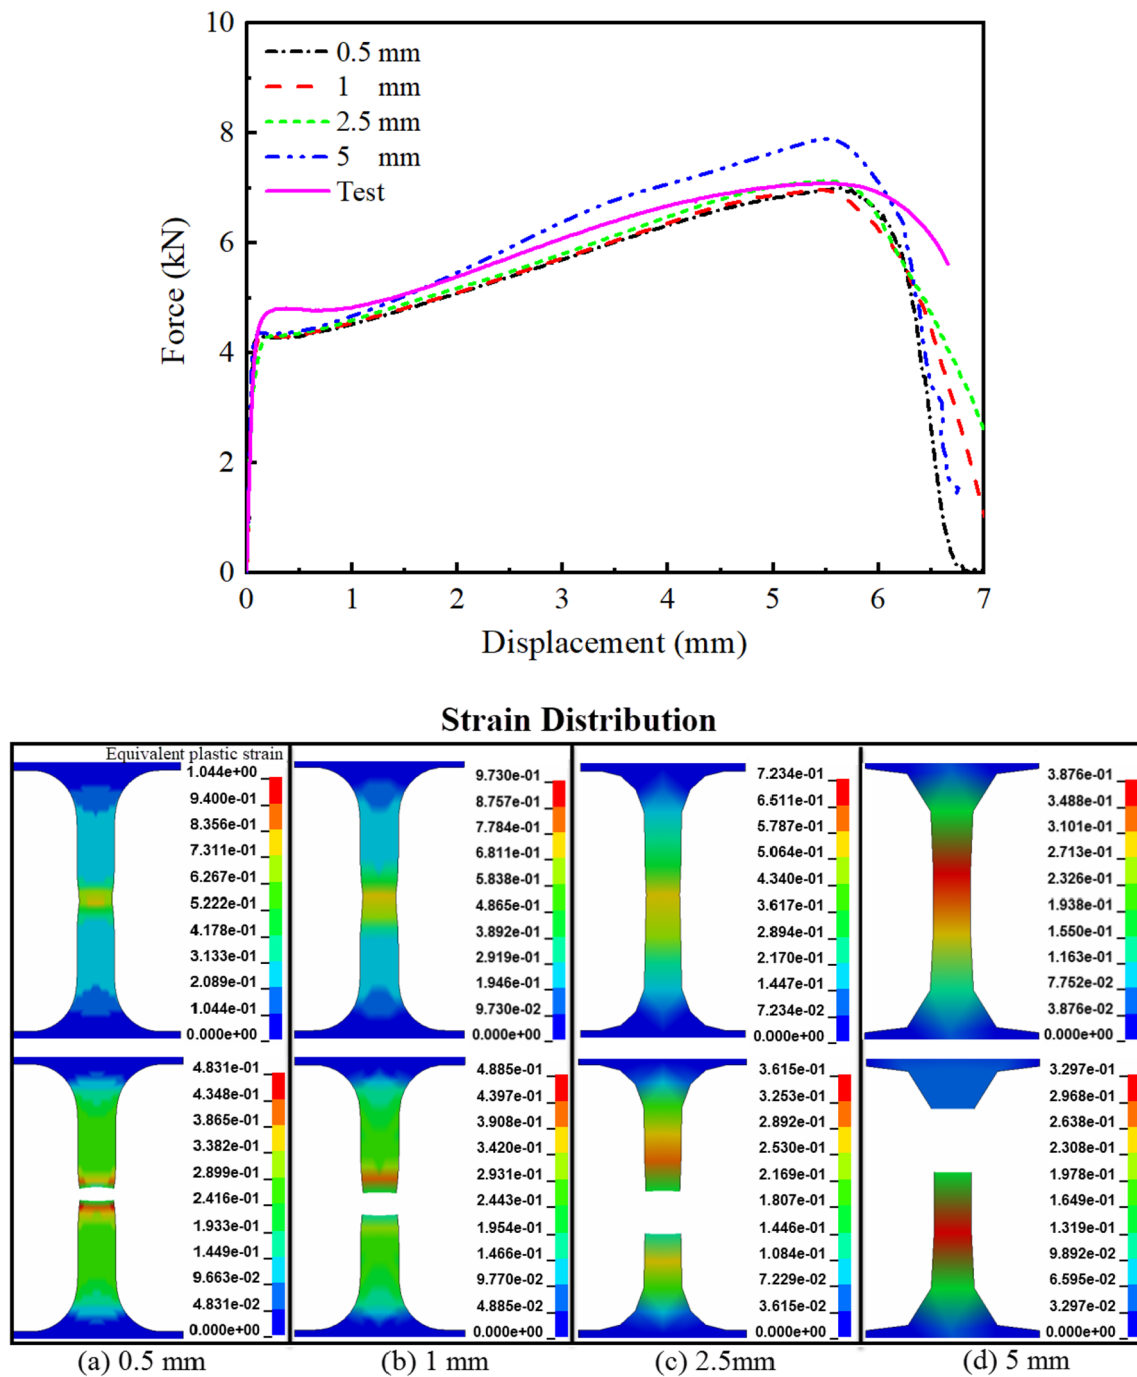 10
8
6
4
2
0
Force (kN)
0.5 mm
1 mm
2.5 mm
5 mm
Test
0 1 2 3 4 5 6 7
Displacement (mm)
Strain Distribution
Equivalent plastic strain
1.044e+00
9.400e-01
8.356e-01
7.311e-01
6.267e-01
5.222e-01
4.178e-01
3.133e-01
2.089e-01
1.044e-01
0.000e+00
9.730e-01
8.757e-01
7.784e-01
6.811e-01
5.838e-01
4.865e-01
3.892e-01
2.919e-01
1.946e-01
9.730e-02
0.000e+00
7.234e-01
6.511e-01
5.787e-01
5.064e-01
4.340e-01
3.617e-01
2.894e-01
2.170e-01
1.447e-01
7.234e-02
0.000e+00
3.876e-01
3.488e-01
3.101e-01
2.713e-01
2.326e-01
1.938e-01
1.550e-01
1.163e-01
7.752e-02
3.876e-02
0.000e+00
4.831e-01
4.348e-01
3.865e-01
3.382e-01
2.899e-01
2.416e-01
1.933e-01
1.449e-01
9.663e-02
4.831e-02
0.000e+00
4.885e-01
4.397e-01
3.908e-01
3.420e-01
2.931e-01
2.443e-01
1.954e-01
1.466e-01
9.770e-02
4.885e-02
0.000e+00
3.615e-01
3.253e-01
2.892e-01
2.530e-01
2.169e-01
1.807e-01
1.446e-01
1.084e-01
7.229e-02
3.615e-02
0.000e+00
3.297e-01
2.968e-01
2.638e-01
2.308e-01
1.978e-01
1.649e-01
1.319e-01
9.892e-02
6.595e-02
3.297e-02
0.000e+00
(a) 0.5 mm
(b) 1 mm
(c) 2.5mm
(d) 5 mm